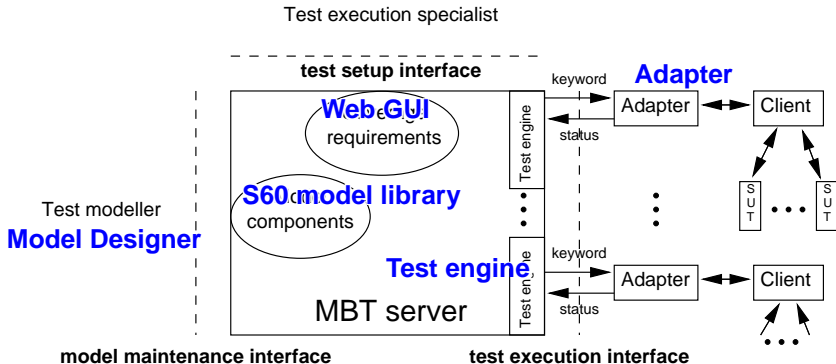 Test execution specialist
test setup interface
keyword
Adapter
Web GUI
requirements
Test engine
status
Adapter
Client
S60 model library
components
S
U
T
S
U
T
Test modeller
Model Designer
Test engine
Test engine
keyword
status
Adapter
Client
MBT server
model maintenance interface
test execution interface